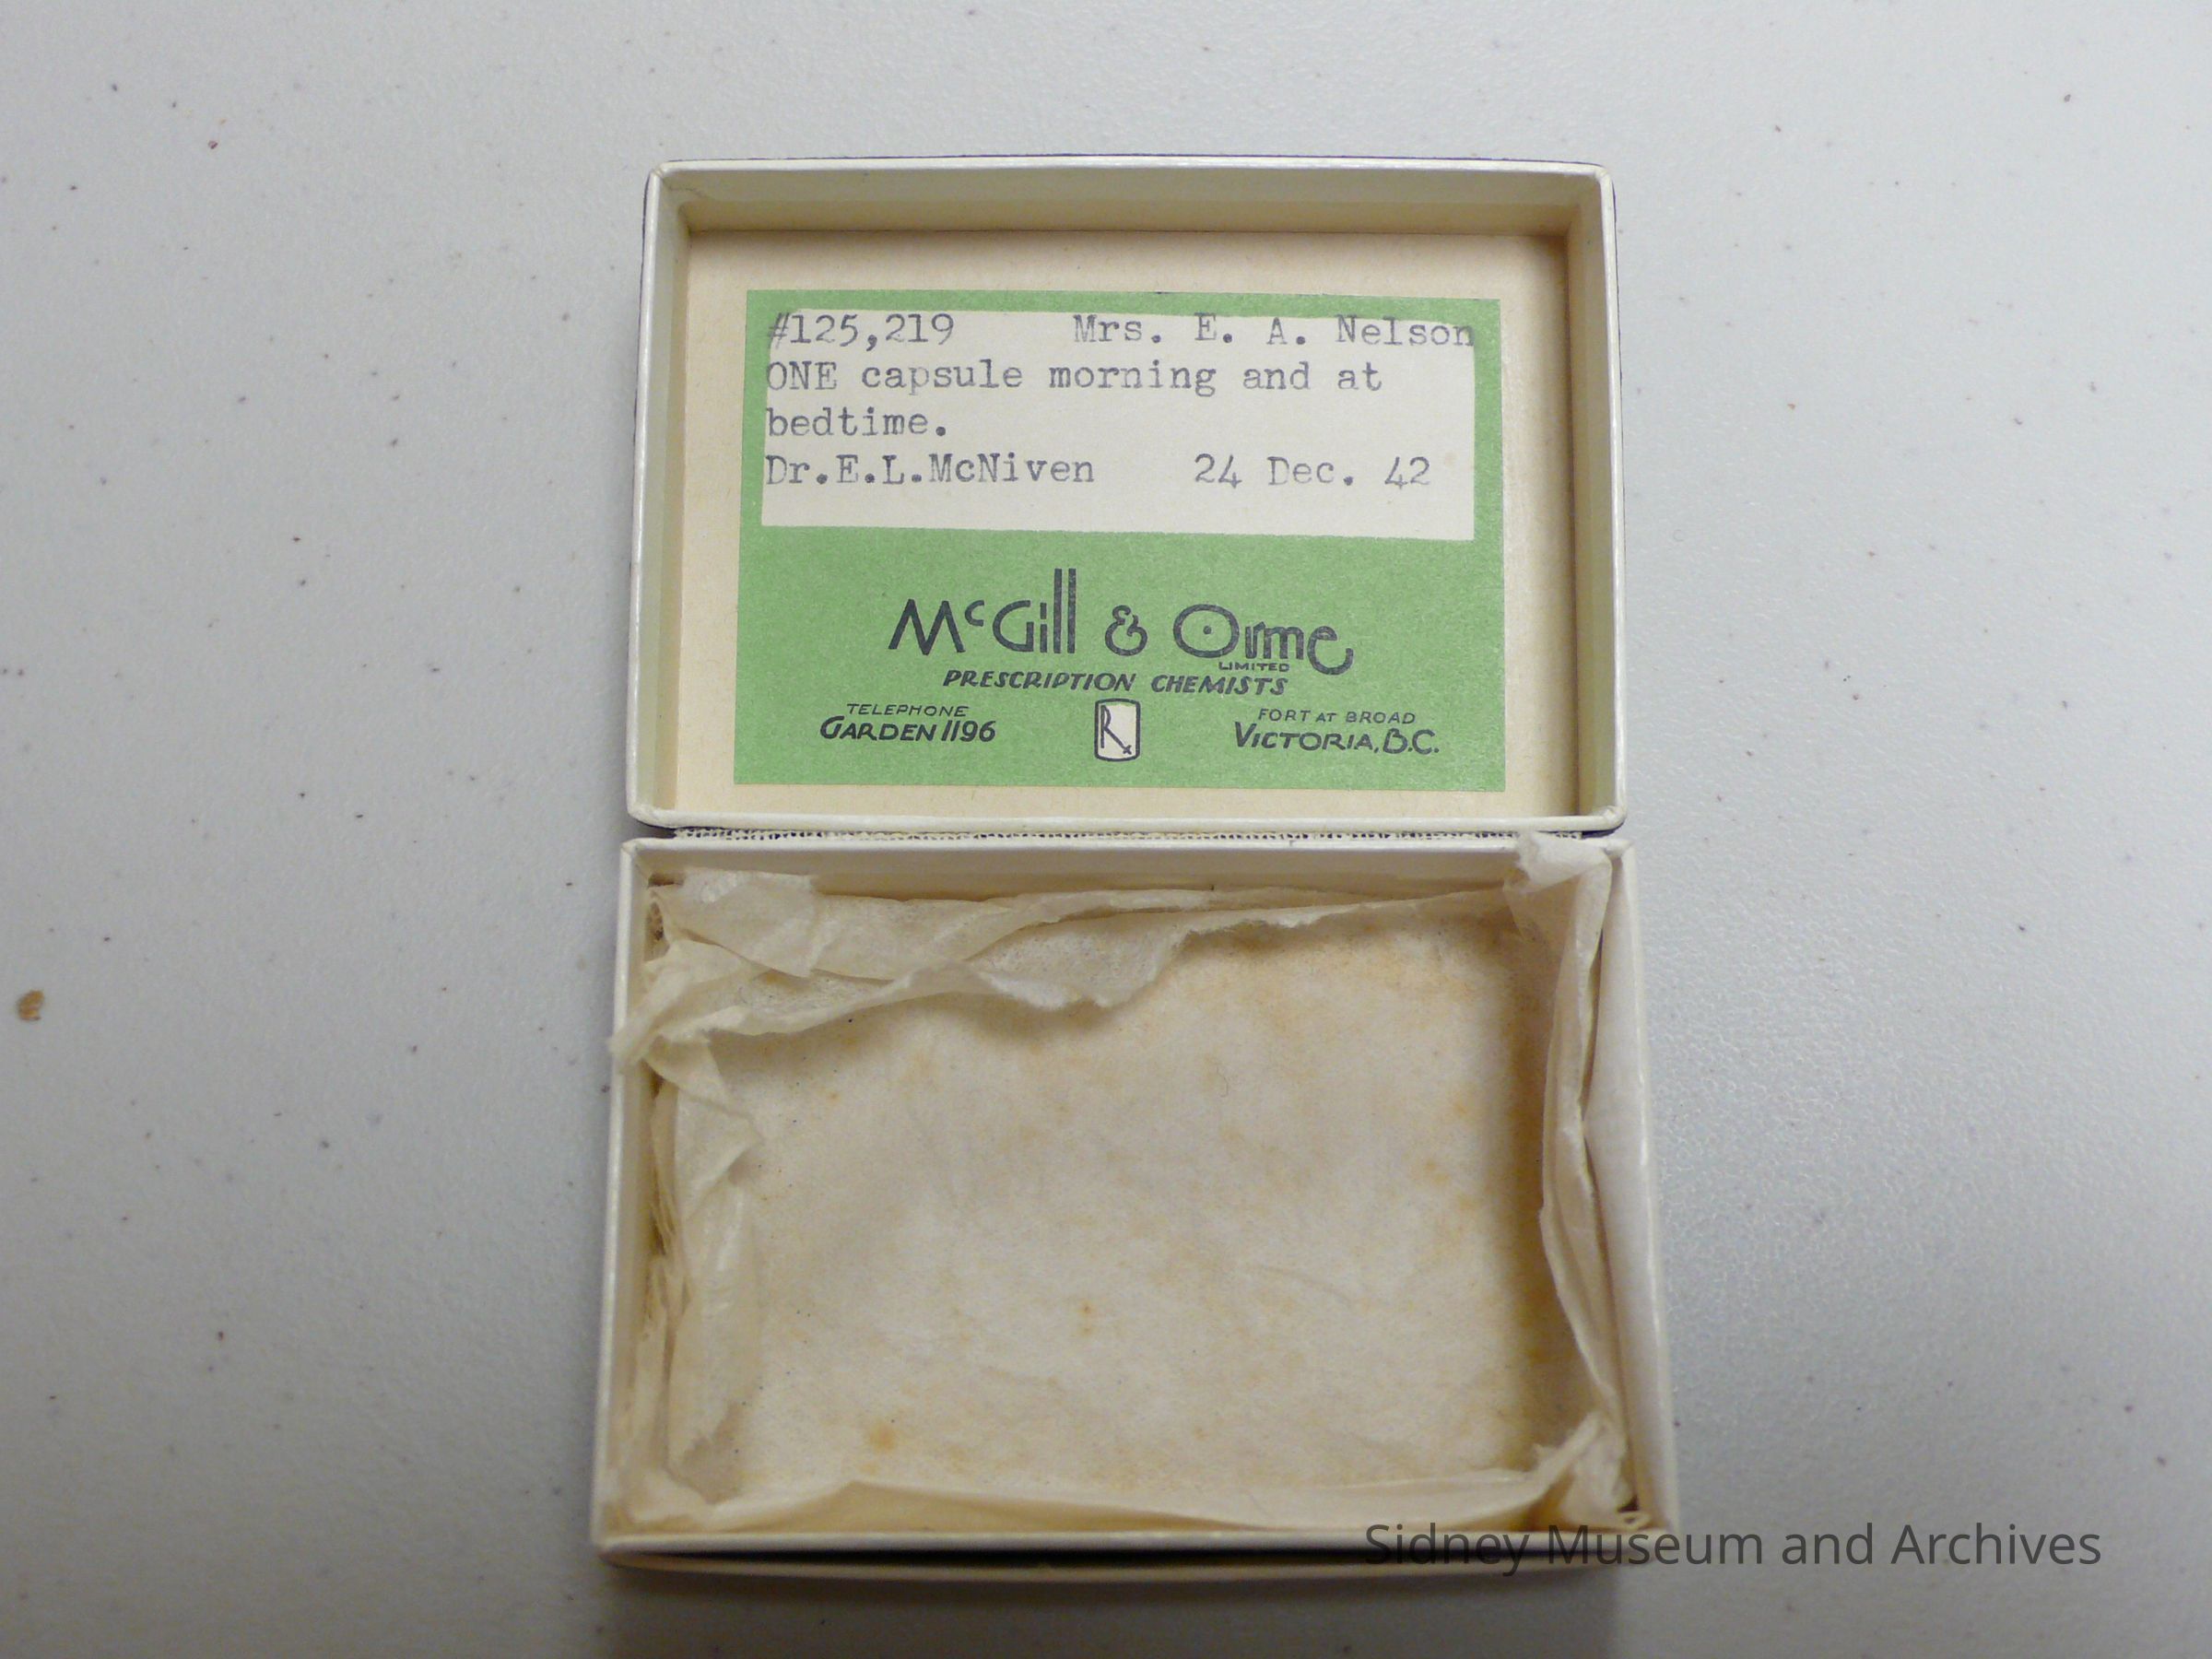 #125,219 Mrs. E. A. Nelson
ONE capsule morning and at
bedtime.
Dr.E.L.McNiven 24 Dec. 42
McGill & Orme
LIMITED
PRESCRIPTION CHEMISTS
TELEPHONE
GARDEN 1196
Rx
FORT AT BROAD
VICTORIA, B.C.
Sidney Museum and Archives